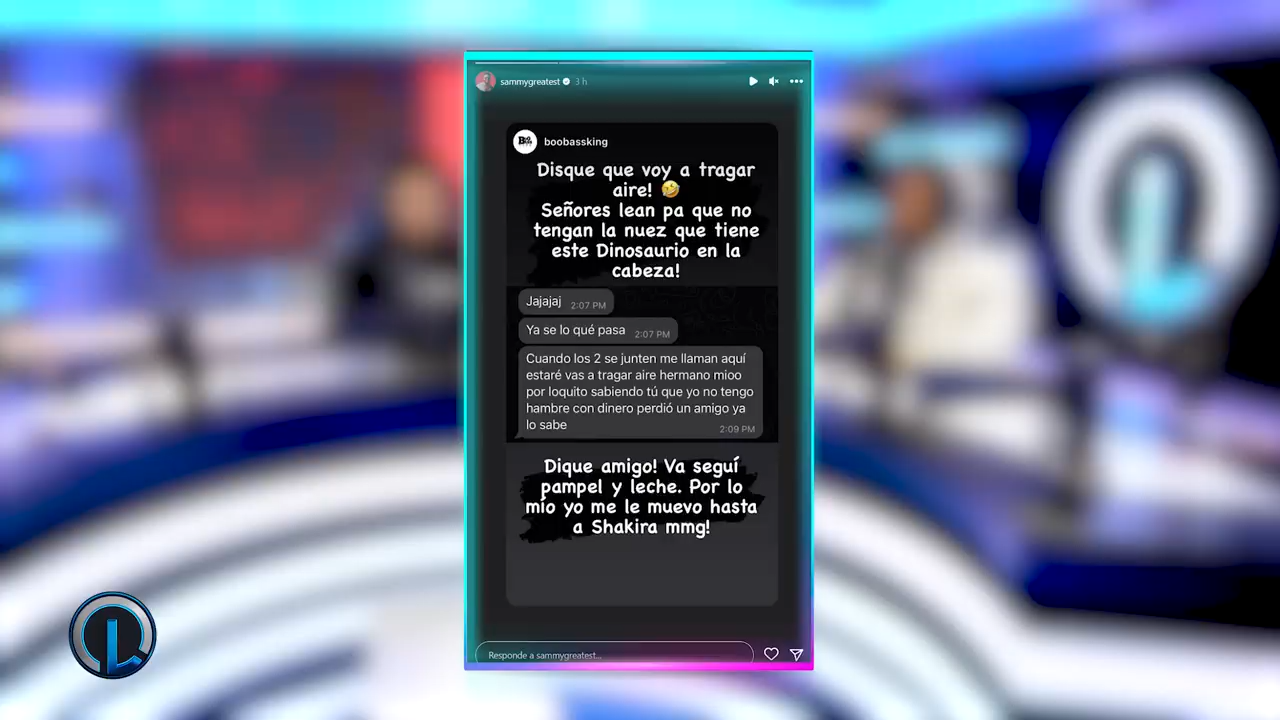 sammygreatest 3 h
boobassking
Disque que voy a tragar
aire! 🤣
Señores lean pa que no
tengan la nuez que tiene
este Dinosaurio en la
cabeza!
Jajajaj 2:07 PM
Ya se lo qué pasa 2:07 PM
Cuando los 2 se junten me llaman aquí
estaré vas a tragar aire hermano mioo
por loquito sabiendo tú que yo no tengo
hambre con dinero perdió un amigo ya
lo sabe 2:09 PM
Dique amigo! Va seguí
pampel y leche. Por lo
mío yo me le muevo hasta
a Shakira mmg!
Responde a sammygreatest...